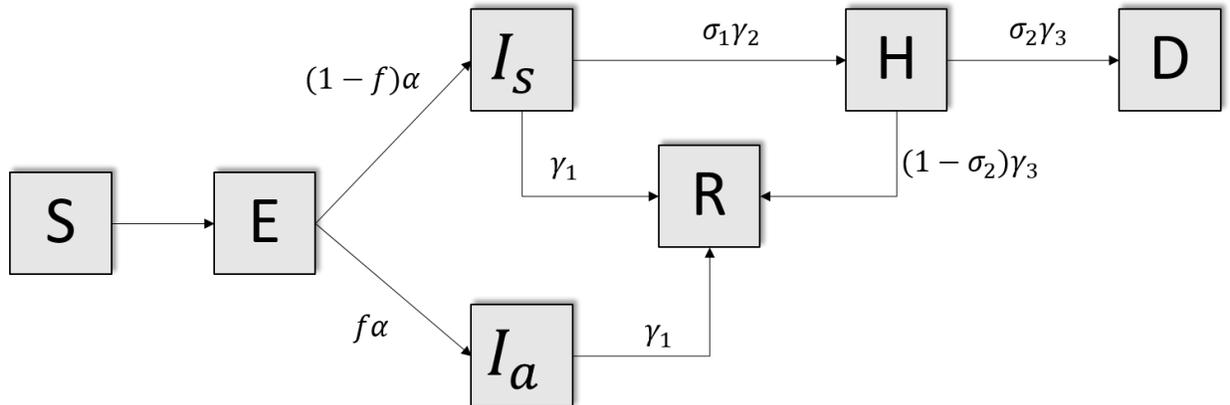 I_s
σ₁γ₂
H
σ₂γ₃
D
(1 − f)α
γ₁
(1 − σ₂)γ₃
S
E
R
fα
γ₁
I_a